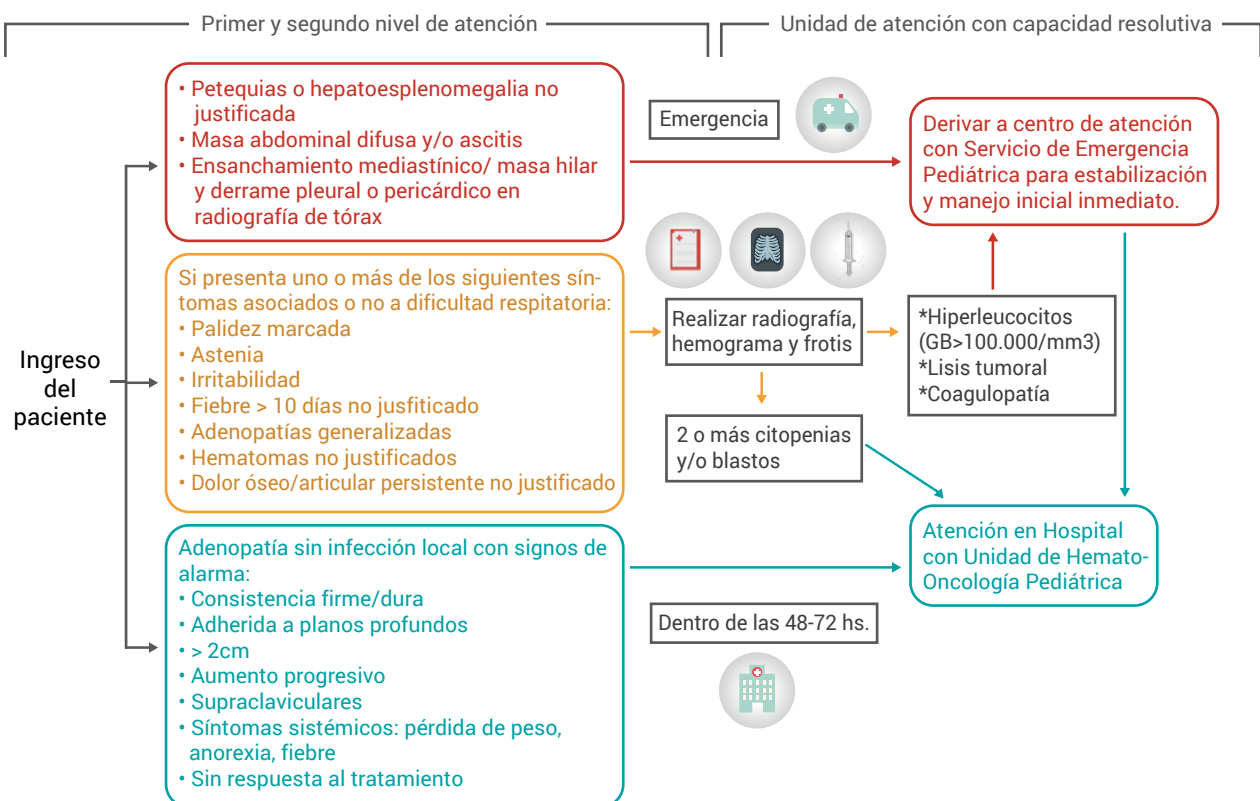 Primer y segundo nivel de atención
Unidad de atención con capacidad resolutiva
Ingreso
del
paciente
• Petequias o hepatoesplenomegalia no
justificada
• Masa abdominal difusa y/o ascitis
• Ensanchamiento mediastínico/ masa hilar
y derrame pleural o pericárdico en
radiografía de tórax
Emergencia
Derivar a centro de atención
con Servicio de Emergencia
Pediátrica para estabilización
y manejo inicial inmediato.
Si presenta uno o más de los siguientes sín-
tomas asociados o no a dificultad respitatoria:
• Palidez marcada
• Astenia
• Irritabilidad
• Fiebre > 10 días no jusfiticado
• Adenopatías generalizadas
• Hematomas no justificados
• Dolor óseo/articular persistente no justificado
Realizar radiografía,
hemograma y frotis
*Hiperleucocitos
(GB>100.000/mm3)
*Lisis tumoral
*Coagulopatía
2 o más citopenias
y/o blastos
Adenopatía sin infección local con signos de
alarma:
• Consistencia firme/dura
• Adherida a planos profundos
• > 2cm
• Aumento progresivo
• Supraclaviculares
• Síntomas sistémicos: pérdida de peso,
anorexia, fiebre
• Sin respuesta al tratamiento
Dentro de las 48-72 hs.
Atención en Hospital
con Unidad de Hemato-
Oncología Pediátrica